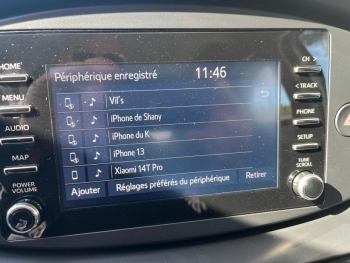 Périphérique enregistré 11:46
HOME
MENU
AUDIO
MAP
POWER
VOLUME
Vil's
iPhone de Shany
iPhone du K
iPhone 13
Xiaomi 14T Pro
Ajouter Réglages préférés du périphérique Retirer
CH
<TRACK
PHONE
SETUP
TUNE
SCROLL